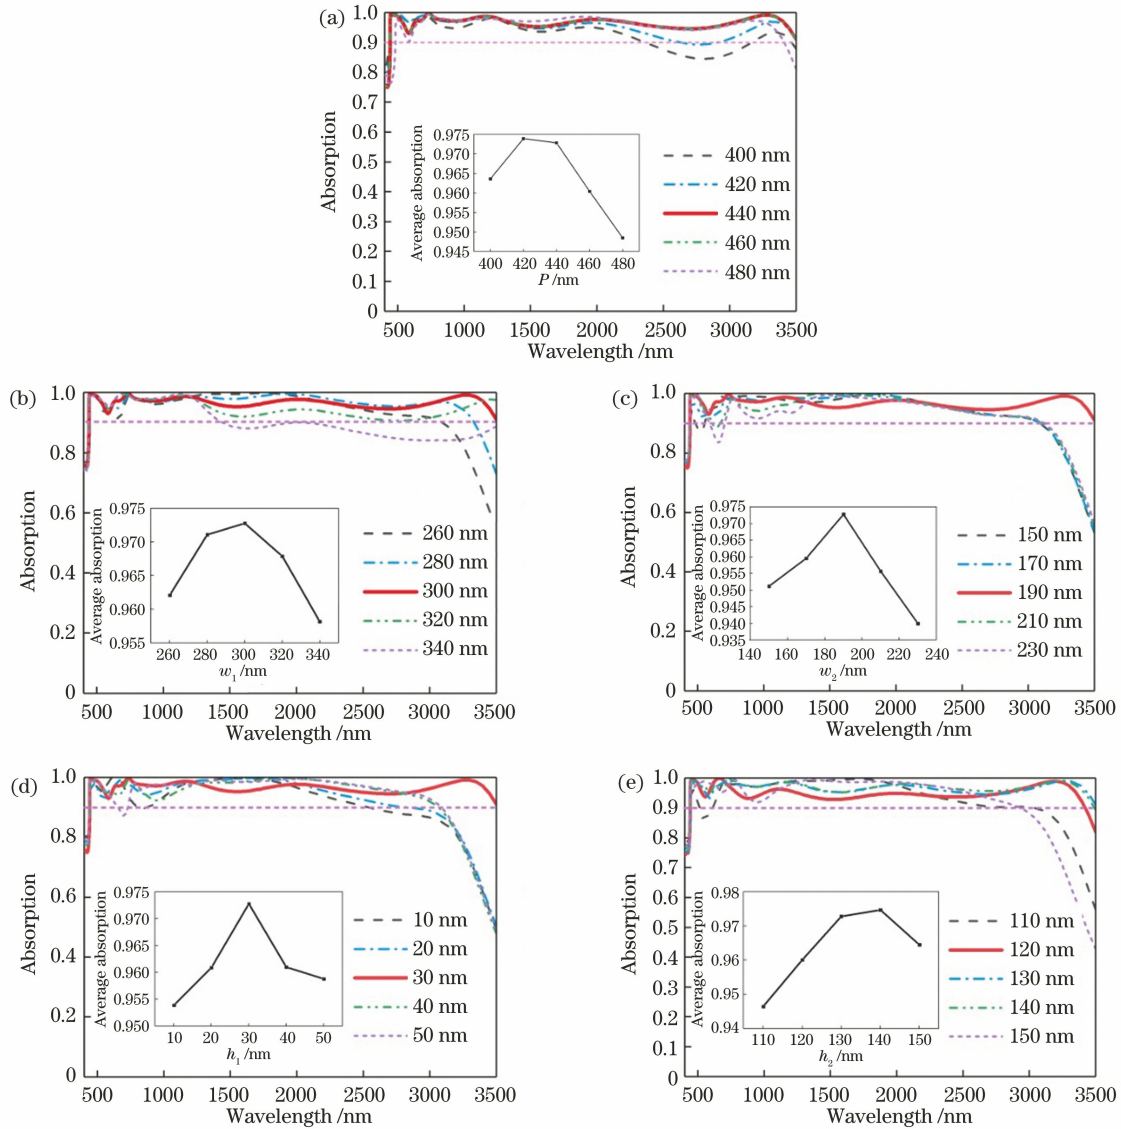 (a)
1.0
0.9
0.8
0.7
0.6
0.5
0.4
0.3
0.2
0.1
0
Absorption
500 1000 1500 2000 2500 3000 3500
Wavelength /nm
0.975
0.970
0.965
0.960
0.955
0.950
0.945
Average absorption
400 420 440 460 480
P /nm
400 nm
420 nm
440 nm
460 nm
480 nm
(b)
1.0
0.8
0.6
0.4
0.2
0
Absorption
500 1000 1500 2000 2500 3000 3500
Wavelength /nm
0.975
0.970
0.965
0.960
0.955
Average absorption
260 280 300 320 340
w1 /nm
260 nm
280 nm
300 nm
320 nm
340 nm
(c)
1.0
0.8
0.6
0.4
0.2
0
Absorption
500 1000 1500 2000 2500 3000 3500
Wavelength /nm
0.975
0.970
0.965
0.960
0.955
0.950
0.945
0.940
0.935
Average absorption
140 160 180 200 220 240
w2 /nm
150 nm
170 nm
190 nm
210 nm
230 nm
(d)
1.0
0.8
0.6
0.4
0.2
0
Absorption
500 1000 1500 2000 2500 3000 3500
Wavelength /nm
0.975
0.970
0.965
0.960
0.955
0.950
Average absorption
10 20 30 40 50
h1 /nm
10 nm
20 nm
30 nm
40 nm
50 nm
(e)
1.0
0.9
0.8
0.7
0.6
0.5
0.4
0.3
0.2
0.1
0
Absorption
500 1000 1500 2000 2500 3000 3500
Wavelength /nm
0.98
0.97
0.96
0.95
0.94
Average absorption
110 120 130 140 150
h2 /nm
110 nm
120 nm
130 nm
140 nm
150 nm